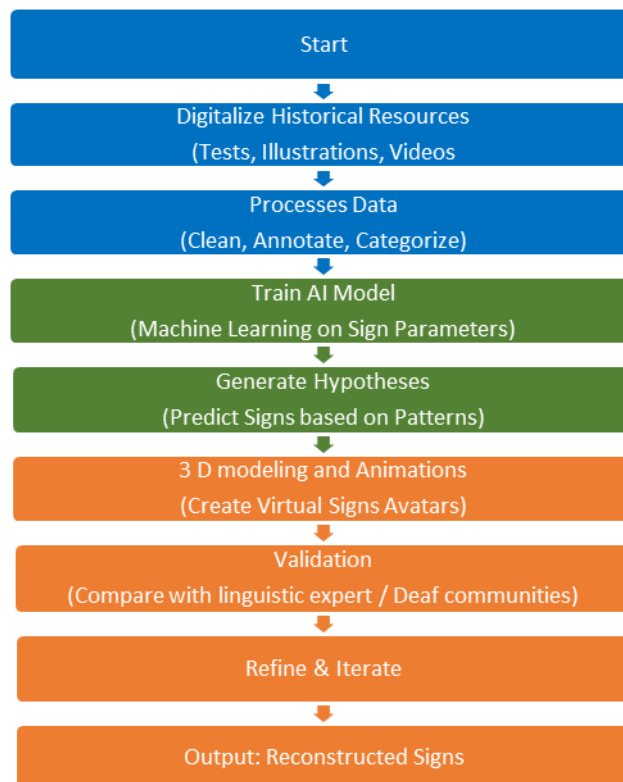 Start
Digitalize Historical Resources
(Tests, Illustrations, Videos
Processes Data
(Clean, Annotate, Categorize)
Train AI Model
(Machine Learning on Sign Parameters)
Generate Hypotheses
(Predict Signs based on Patterns)
3 D modeling and Animations
(Create Virtual Signs Avatars)
Validation
(Compare with linguistic expert / Deaf communities)
Refine & Iterate
Output: Reconstructed Signs